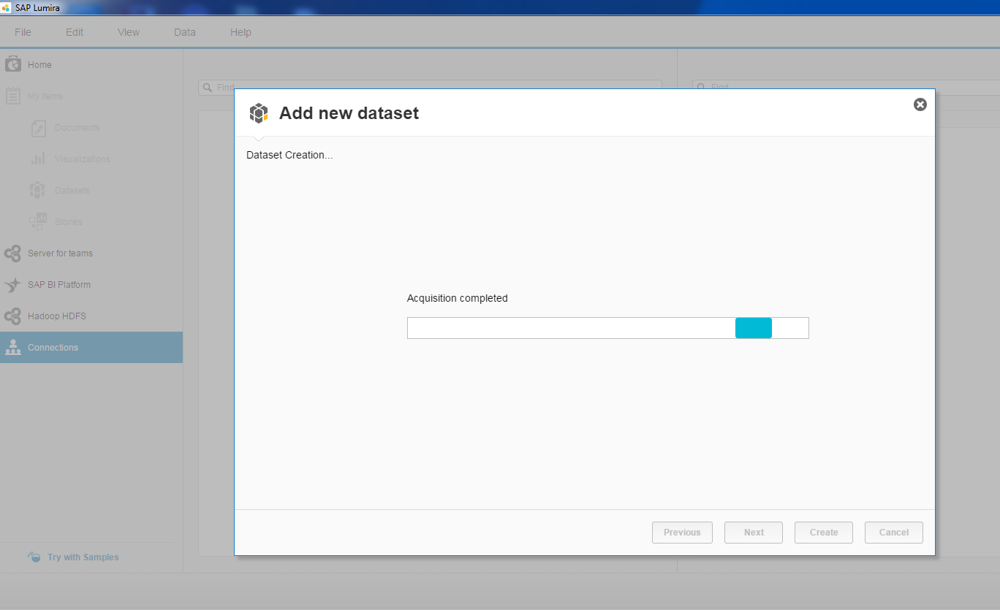 SAP Lumira
File Edit View Data Help
Home
My Items
Documents
Visualizations
Datasets
Stories
Server for teams
SAP BI Platform
Hadoop HDFS
Connections
Try with Samples
Find
Find
Add new dataset
Dataset Creation...
Acquisition completed
Previous Next Create Cancel